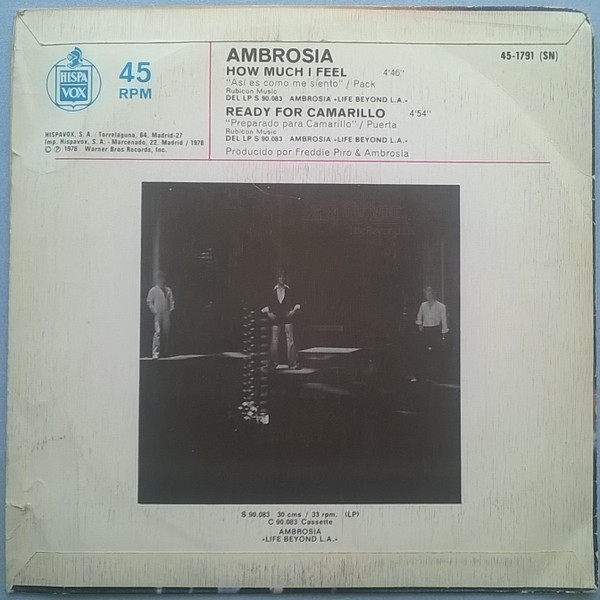 HISPA
VOX
45
RPM
HISPAVOX, S. A. · Torrelaguna, 64. Madrid-27
Imp. Hispavox, S. A. - Marcenado, 22. Madrid / 1978
© ℗ 1978 Warner Bros Records, Inc.
AMBROSIA
45-1791 (SN)
HOW MUCH I FEEL 4'46"
"Así es como me siento" / Pack
Rubicon Music
DEL LP S 90.083 AMBROSIA «LIFE BEYOND L.A.»
READY FOR CAMARILLO 4'54"
"Preparado para Camarillo" / Puerta
Rubicon Music
DEL LP S 90.083 AMBROSIA «LIFE BEYOND L.A.»
Producido por Freddie Piro & Ambrosia
S 90.083 30 cms / 33 rpm. (LP)
C 90.083 Cassette
AMBROSIA
«LIFE BEYOND L.A.»